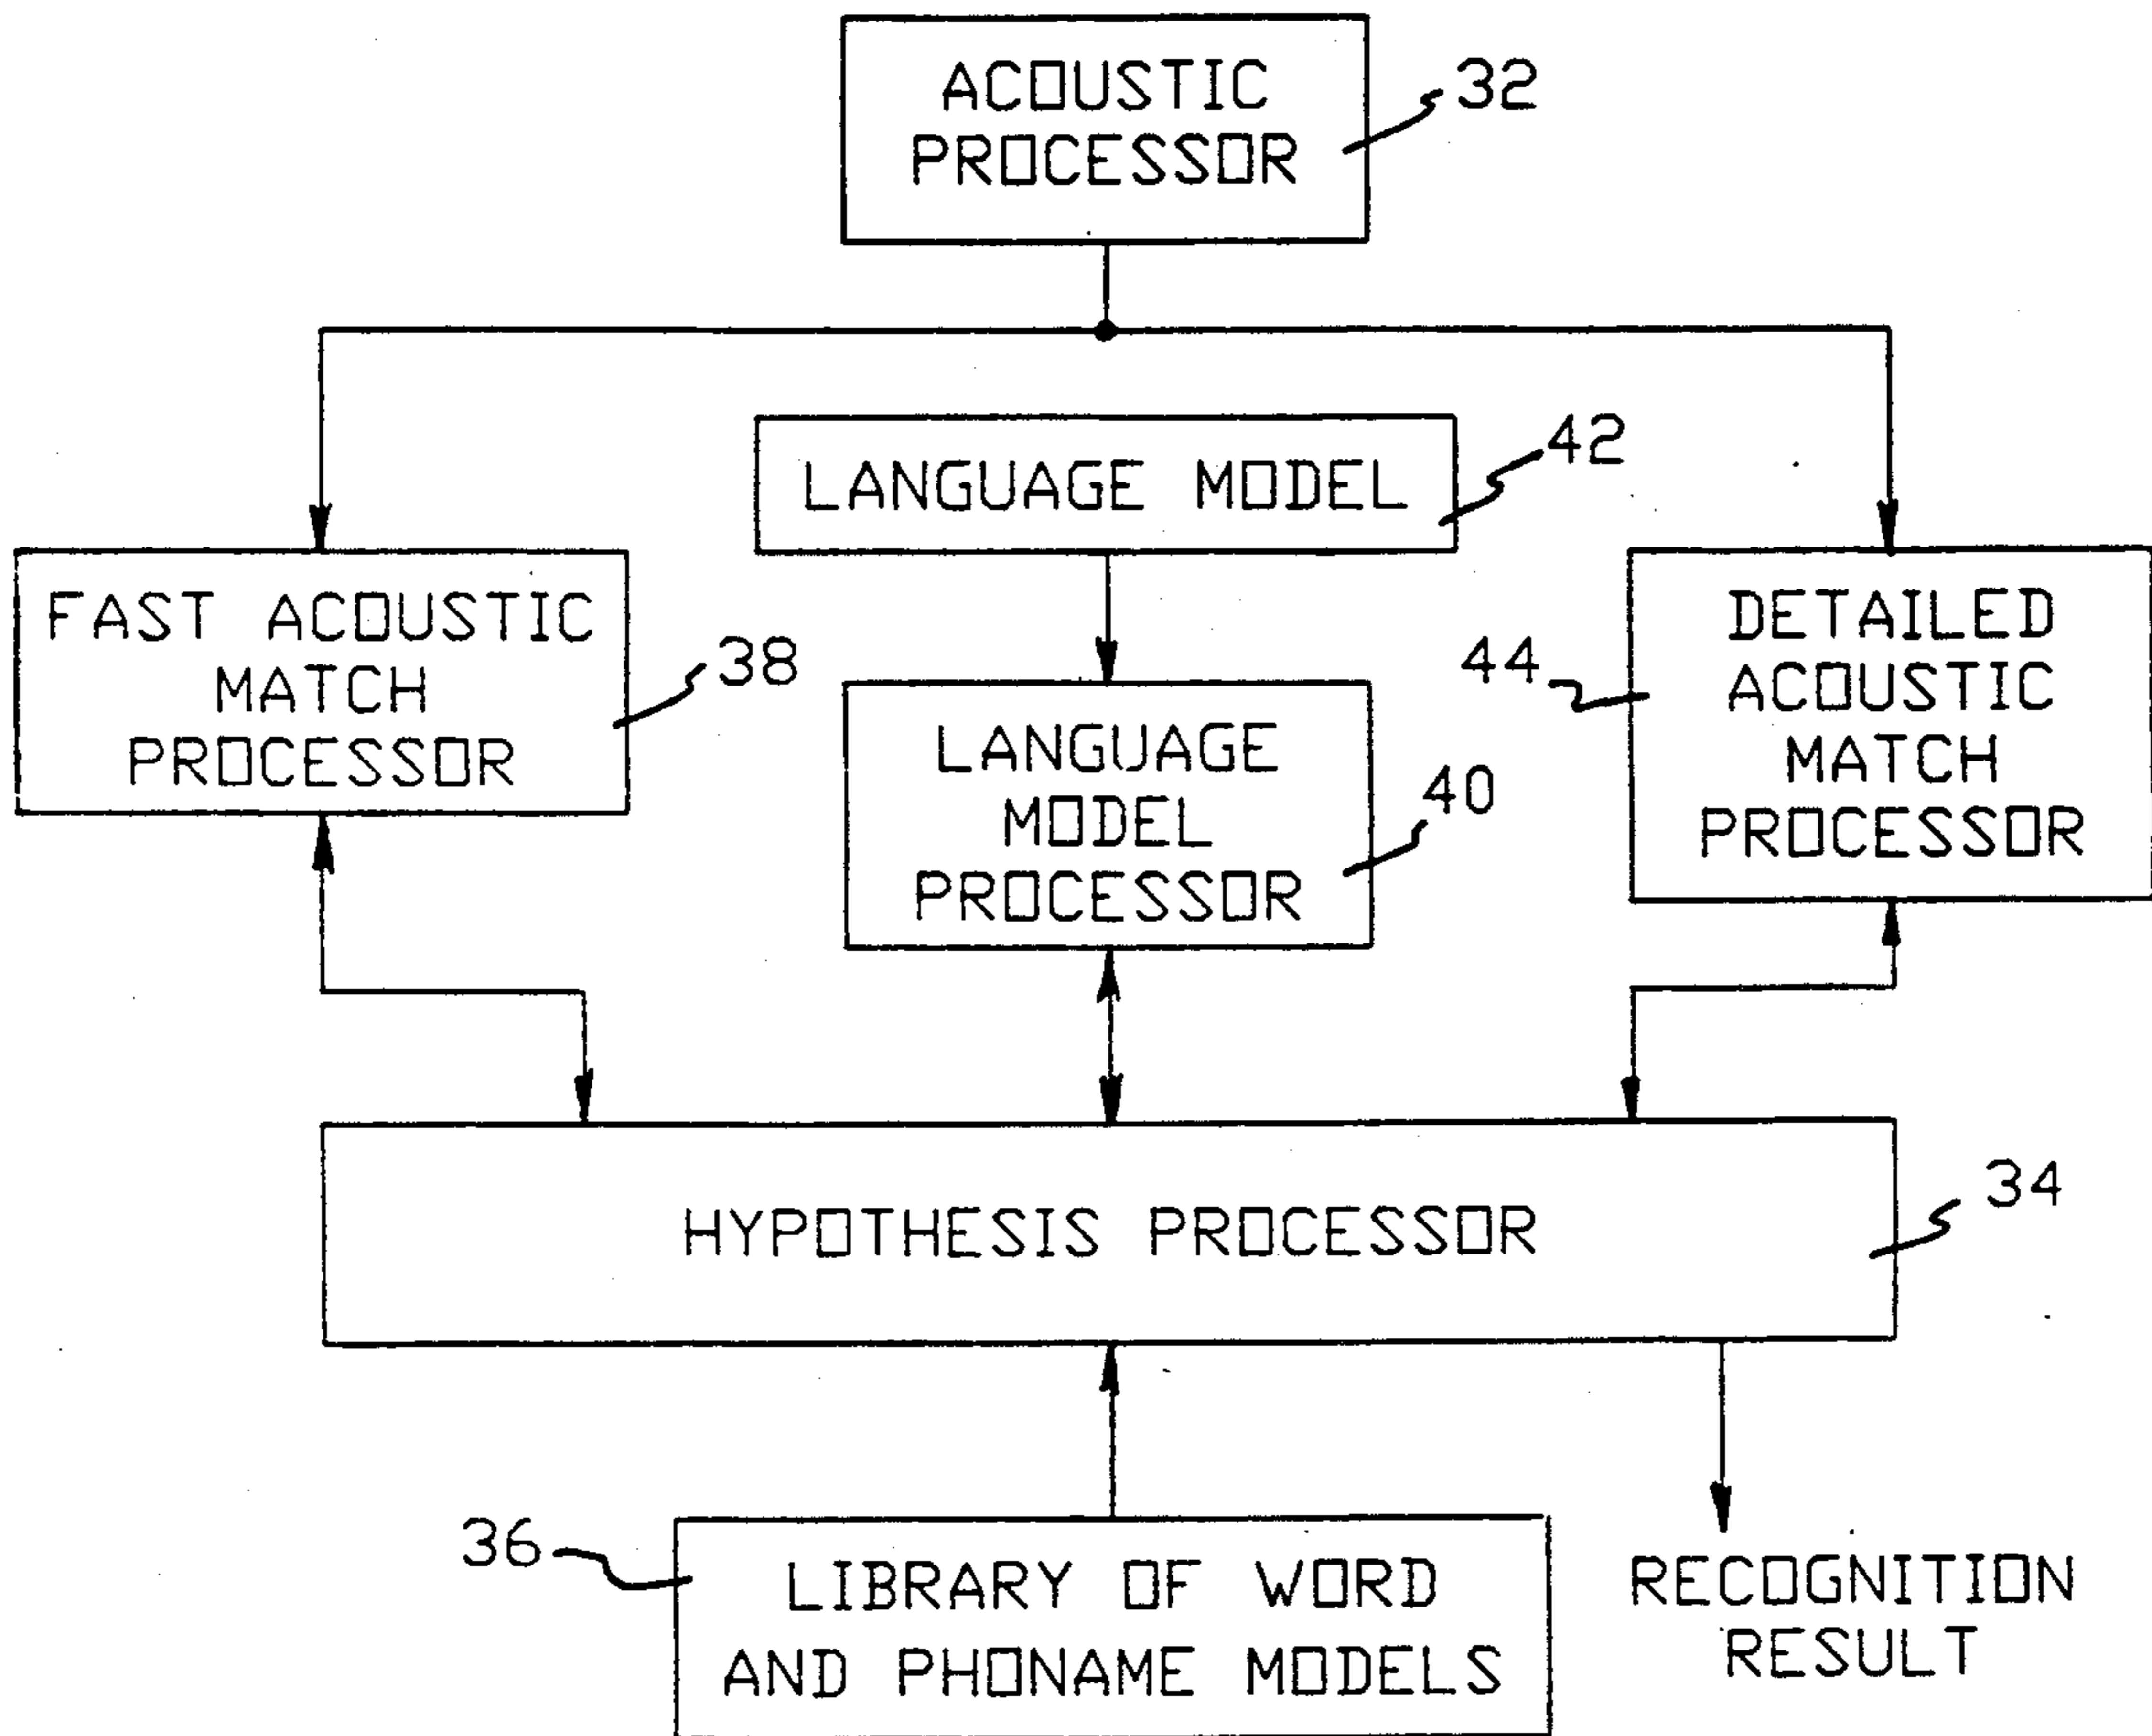 ACOUSTIC
PROCESSOR
32
LANGUAGE MODEL
42
FAST ACOUSTIC
MATCH
PROCESSOR
38
LANGUAGE
MODEL
PROCESSOR
40
44
DETAILED
ACOUSTIC
MATCH
PROCESSOR
HYPOTHESIS PROCESSOR
34
36
LIBRARY OF WORD
AND PHONAME MODELS
RECOGNITION
RESULT